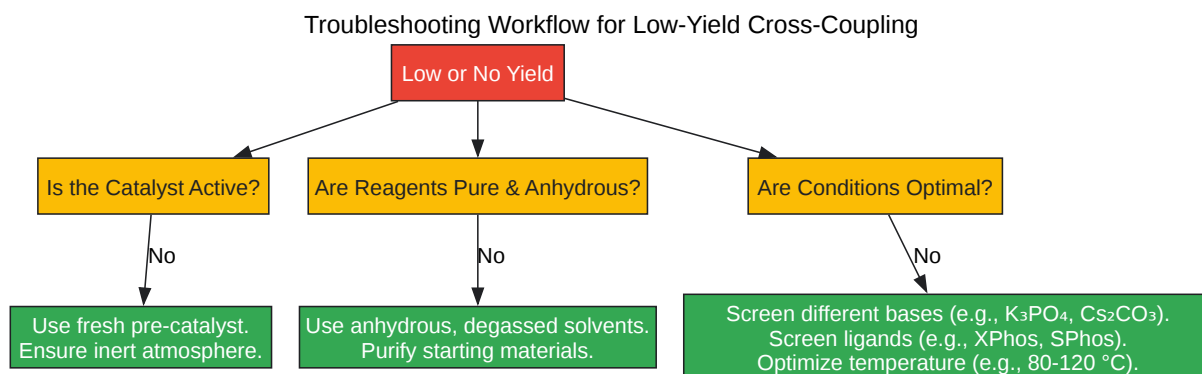 Troubleshooting Workflow for Low-Yield Cross-Coupling
Low or No Yield
Is the Catalyst Active?
Are Reagents Pure & Anhydrous?
Are Conditions Optimal?
No
No
No
Use fresh pre-catalyst.
Ensure inert atmosphere.
Use anhydrous, degassed solvents.
Purify starting materials.
Screen different bases (e.g., K₃PO₄, Cs₂CO₃).
Screen ligands (e.g., XPhos, SPhos).
Optimize temperature (e.g., 80-120 °C).